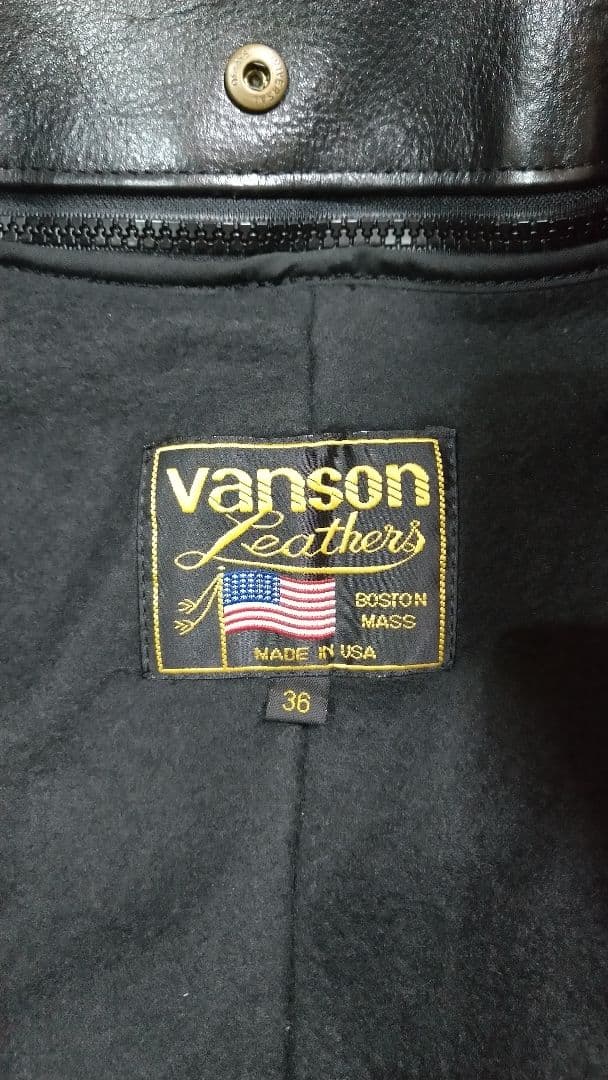 vanson
Leathers
BOSTON
MASS
MADE IN USA
36